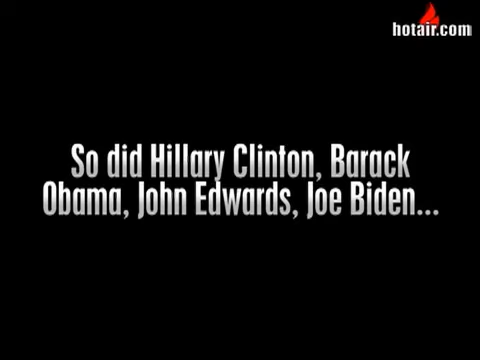 hotair.com
So did Hillary Clinton, Barack
Obama, John Edwards, Joe Biden...